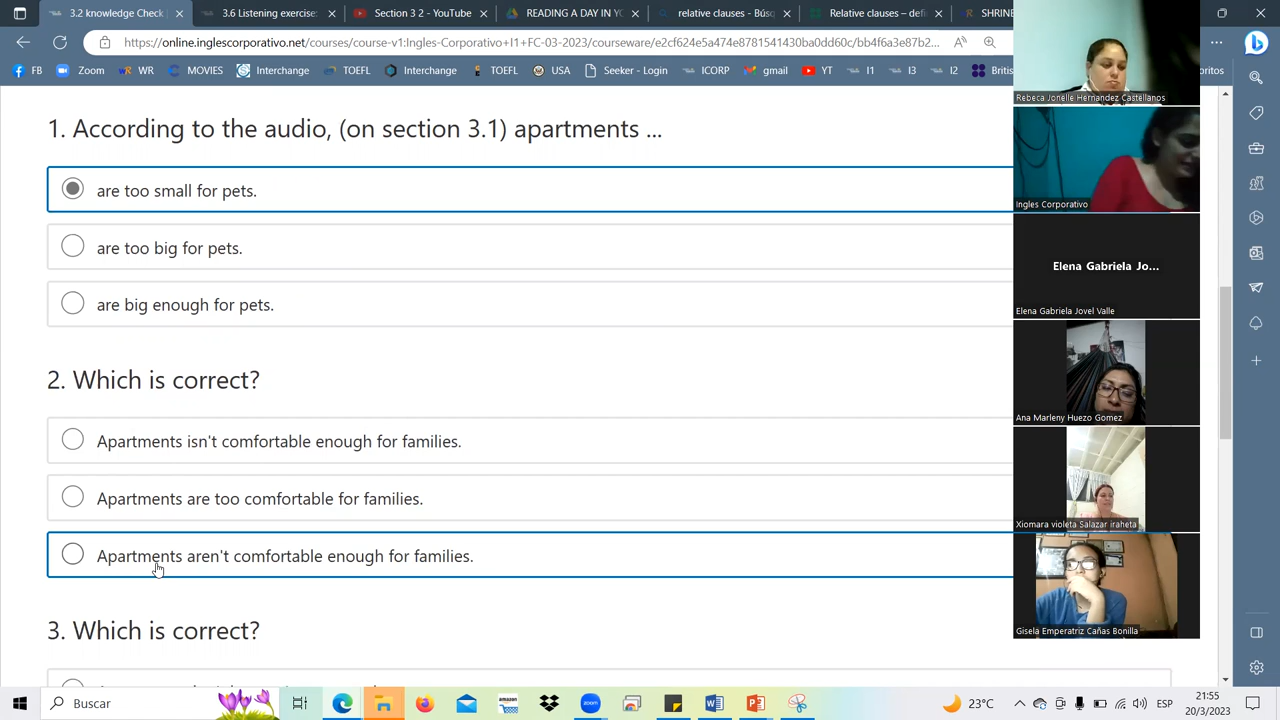 3.2 knowledge Check
3.6 Listening exercise
Section 3 2 - YouTube
READING A DAY IN YO
relative clauses - Búsq
Relative clauses – defi
SHRINE
https://online.inglescorporativo.net/courses/course-v1:Ingles-Corporativo+I1+FC-03-2023/courseware/e2cf624e5a474e8781541430ba0dd60c/bb4f6a3e87b2...
FB Zoom WR MOVIES Interchange TOEFL Interchange TOEFL USA Seeker - Login ICORP gmail YT I1 I3 I2 Britis
oritos
1. According to the audio, (on section 3.1) apartments ...
are too small for pets.
are too big for pets.
are big enough for pets.
2. Which is correct?
Apartments isn't comfortable enough for families.
Apartments are too comfortable for families.
Apartments aren't comfortable enough for families.
3. Which is correct?
Rebeca Jonelle Hernandez Castellanos
Ingles Corporativo
Elena Gabriela Jo...
Elena Gabriela Jovel Valle
Ana Marleny Huezo Gomez
Xiomara violeta Salazar iraheta
Gisela Emperatriz Cañas Bonilla
Buscar
23°C
ESP
21:55
20/3/2023